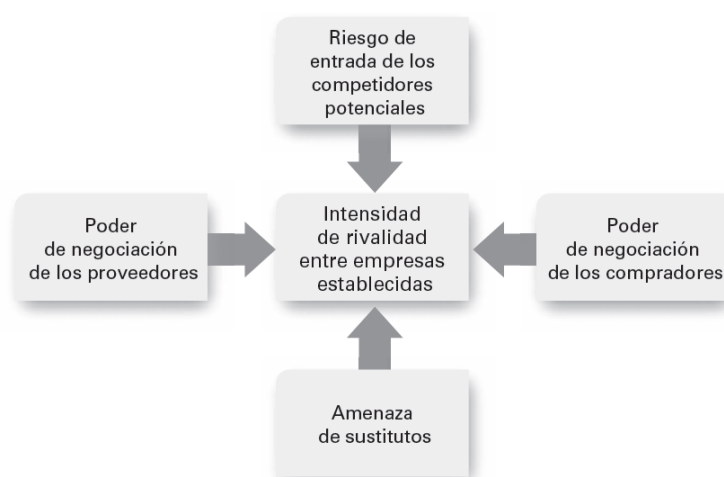 Riesgo de
entrada de los
competidores
potenciales
Poder
de negociación
de los proveedores
Intensidad
de rivalidad
entre empresas
establecidas
Poder
de negociación
de los compradores
Amenaza
de sustitutos